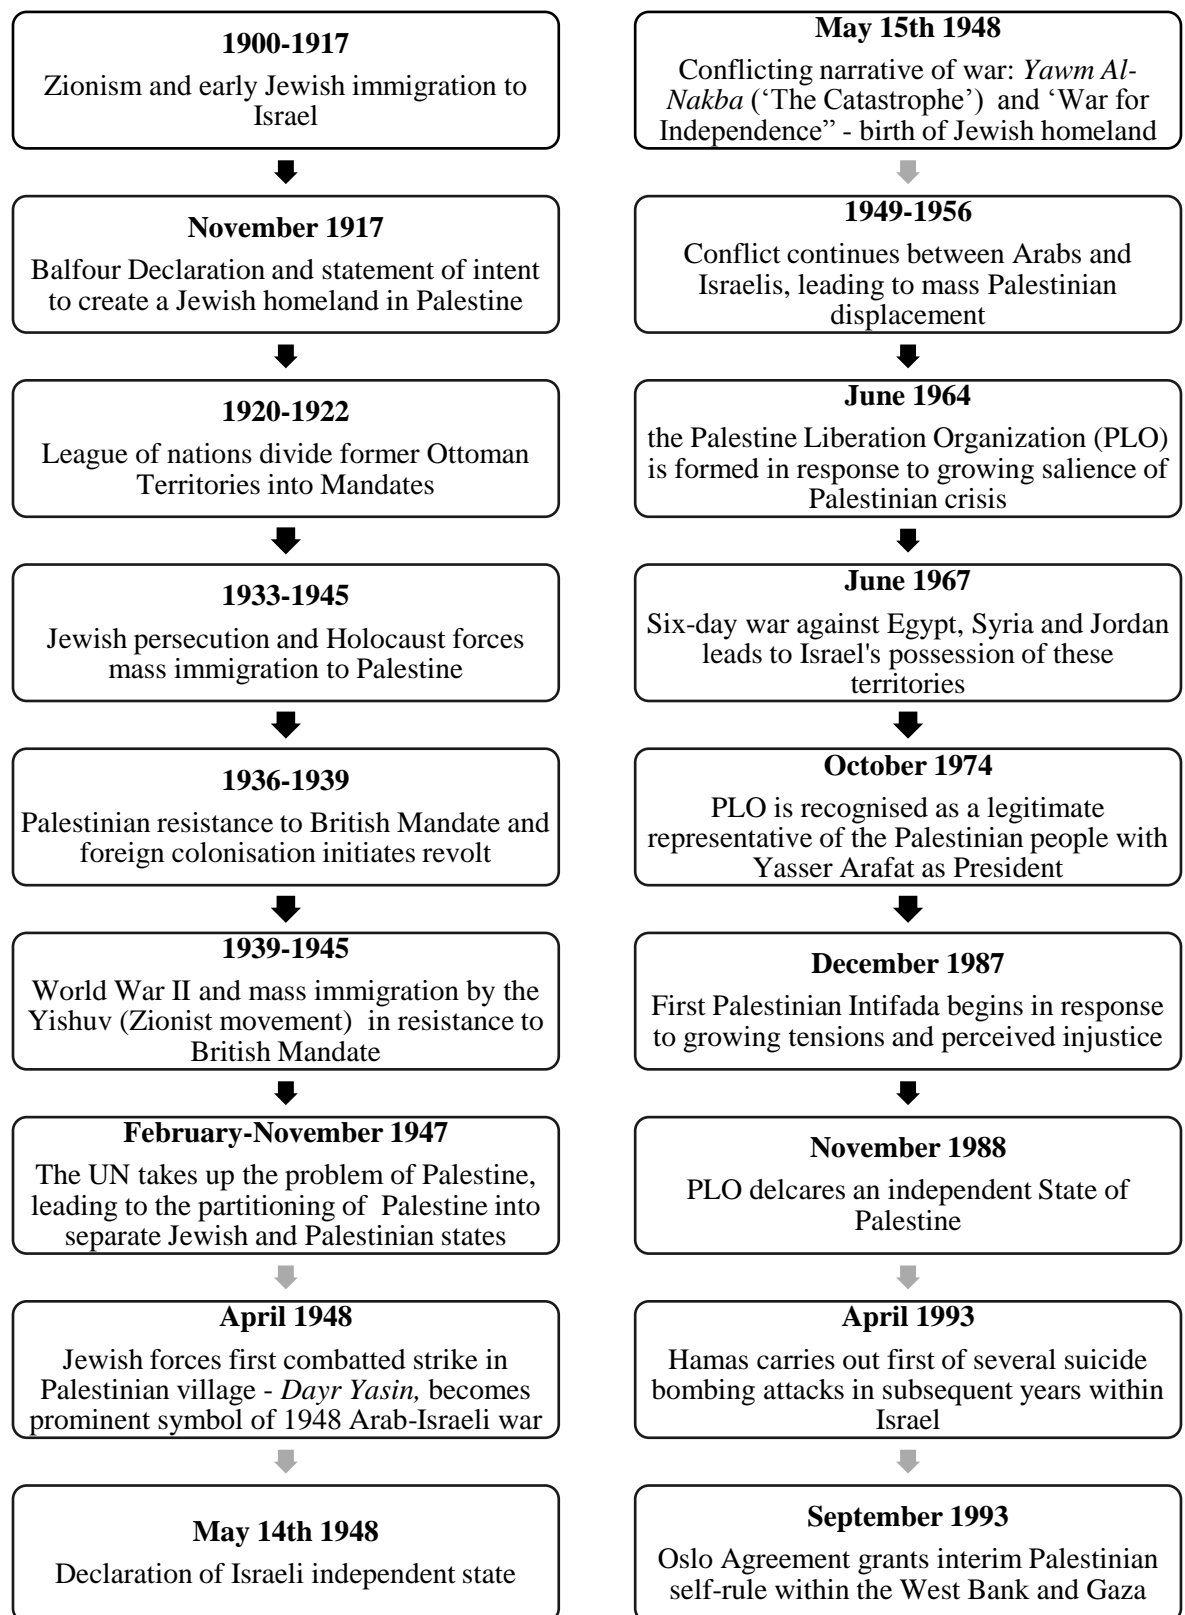 1900-1917
Zionism and early Jewish immigration to
Israel
November 1917
Balfour Declaration and statement of intent
to create a Jewish homeland in Palestine
1920-1922
League of nations divide former Ottoman
Territories into Mandates
1933-1945
Jewish persecution and Holocaust forces
mass immigration to Palestine
1936-1939
Palestinian resistance to British Mandate and
foreign colonisation initiates revolt
1939-1945
World War II and mass immigration by the
Yishuv (Zionist movement) in resistance to
British Mandate
February-November 1947
The UN takes up the problem of Palestine,
leading to the partitioning of Palestine into
separate Jewish and Palestinian states
April 1948
Jewish forces first combatted strike in
Palestinian village - Dayr Yasin, becomes
prominent symbol of 1948 Arab-Israeli war
May 14th 1948
Declaration of Israeli independent state
May 15th 1948
Conflicting narrative of war: Yawm Al-
Nakba (‘The Catastrophe’) and ‘War for
Independence” - birth of Jewish homeland
1949-1956
Conflict continues between Arabs and
Israelis, leading to mass Palestinian
displacement
June 1964
the Palestine Liberation Organization (PLO)
is formed in response to growing salience of
Palestinian crisis
June 1967
Six-day war against Egypt, Syria and Jordan
leads to Israel's possession of these
territories
October 1974
PLO is recognised as a legitimate
representative of the Palestinian people with
Yasser Arafat as President
December 1987
First Palestinian Intifada begins in response
to growing tensions and perceived injustice
November 1988
PLO delcares an independent State of
Palestine
April 1993
Hamas carries out first of several suicide
bombing attacks in subsequent years within
Israel
September 1993
Oslo Agreement grants interim Palestinian
self-rule within the West Bank and Gaza